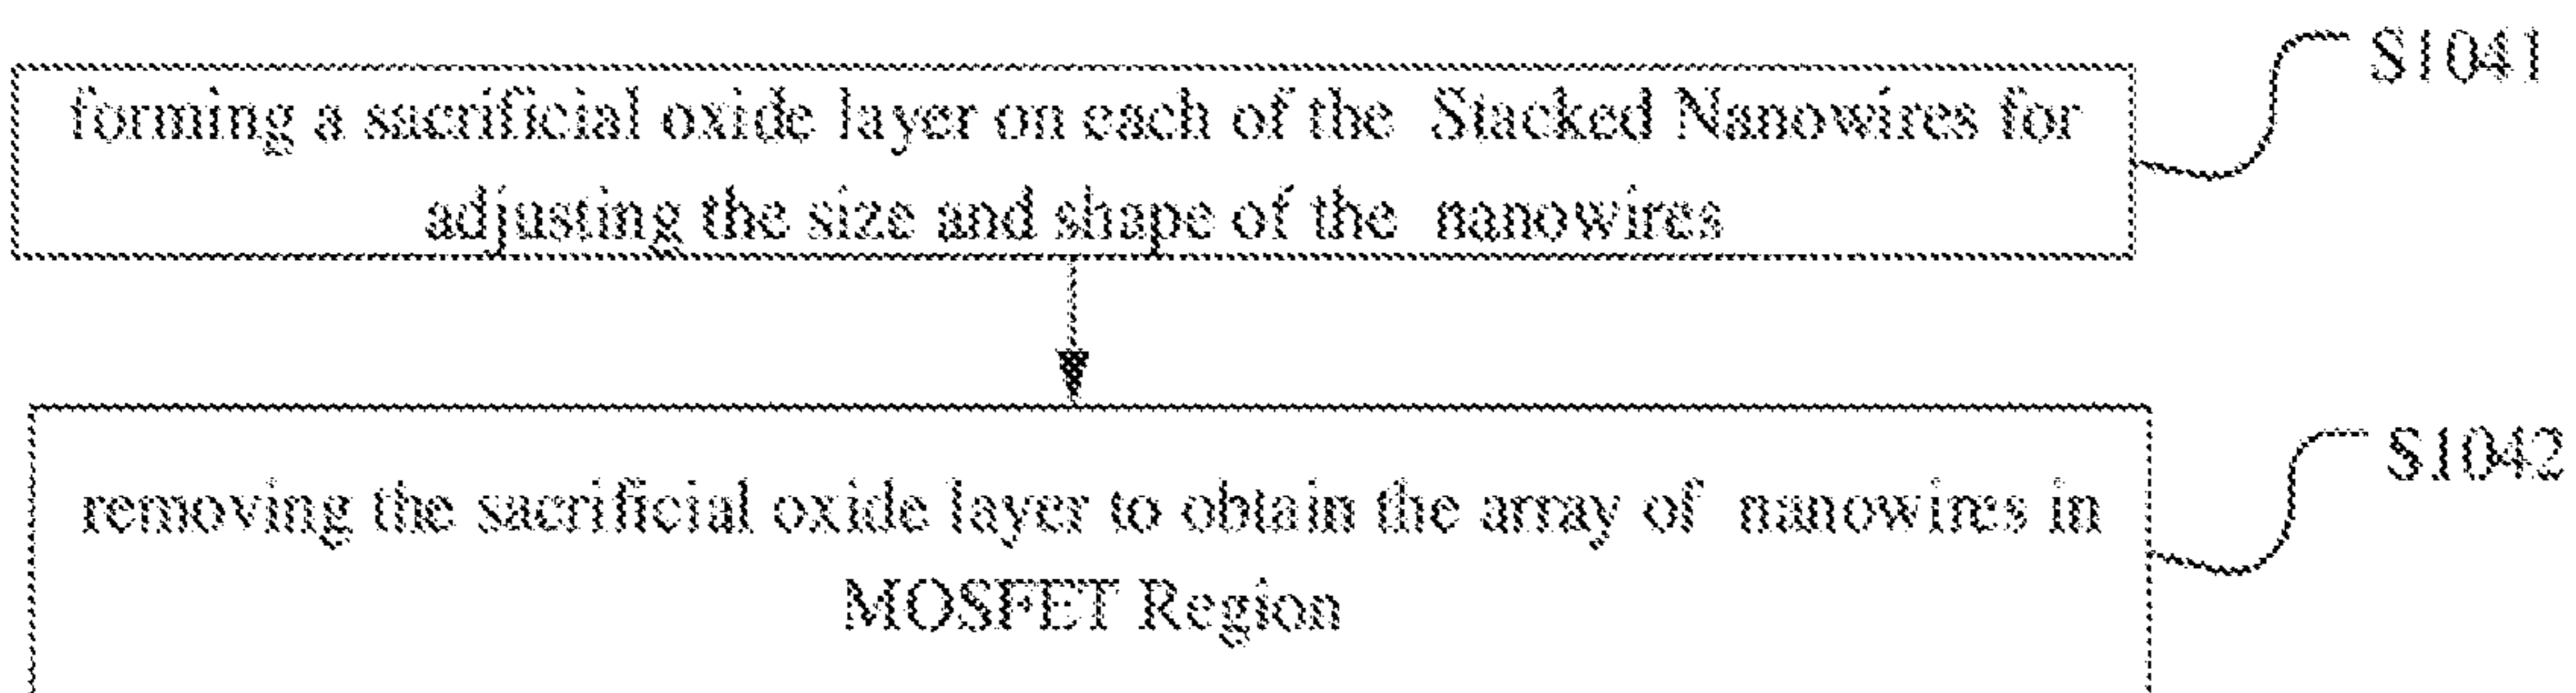 S1041
forming a sacrificial oxide layer on each of the Stacked Nanowires for
adjusting the size and shape of the nanowires
S1042
removing the sacrificial oxide layer to obtain the array of nanowires in
MOSFET Region